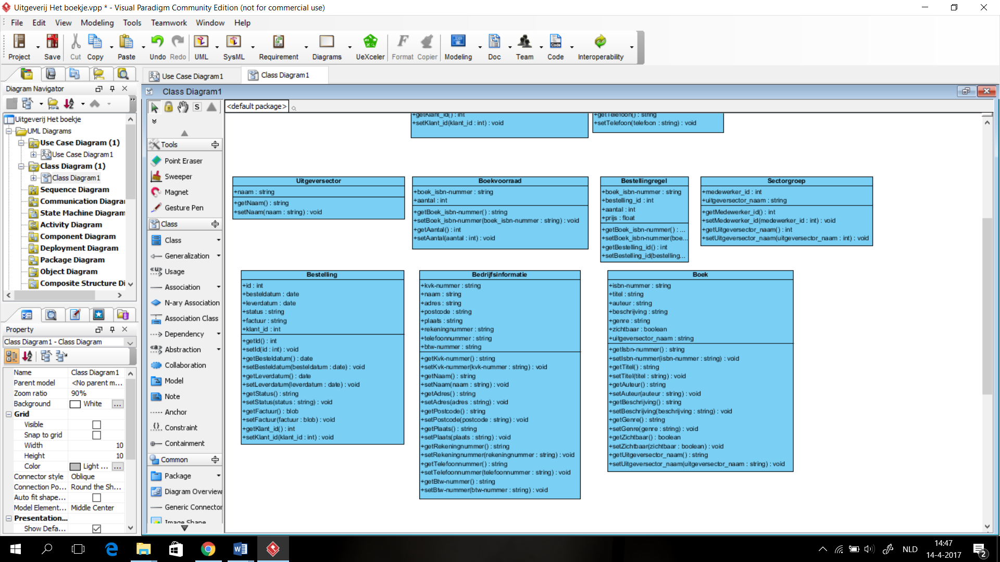 Uitgeverij Het boekje.vpp * - Visual Paradigm Community Edition (not for commercial use)
File Edit View Modeling Tools Teamwork Window Help
Project Save Cut Copy Paste Undo Redo UML SysML Requirement Diagrams UeXceler Format Copier Modeling Doc Team Code Interoperability
Use Case Diagram1
Class Diagram1
Diagram Navigator
Uitgeverij Het boekje
UML Diagrams
Use Case Diagram (1)
Use Case Diagram1
Class Diagram (1)
Class Diagram1
Sequence Diagram
Communication Diagrar
State Machine Diagram
Activity Diagram
Component Diagram
Deployment Diagram
Package Diagram
Object Diagram
Composite Structure Di
Property
Class Diagram1 - Class Diagram
Name Class Diagram1
Parent model <No parent m...
Zoom ratio 90%
Background White ...
Grid
Visible
Snap to grid
Width 10
Height 10
Color Light ... ...
Connector style Oblique
Connection Po... Round the Sh...
Auto fit shape...
Model Element... Middle Center
Presentation...
Show Defa...
Class Diagram1
S
<default package>
Tools
Point Eraser
Sweeper
Magnet
Gesture Pen
Class
Class
Generalization
Usage
Association
N-ary Association
Association Class
Dependency
Abstraction
Collaboration
Model
Note
Anchor
Constraint
Containment
Common
Package
Diagram Overview
Generic Connector
Image Shape
+getKlant_id() : int
+setKlant_id(klant_id : int) : void
+getTelefoon() : string
+setTelefoon(telefoon : string) : void
Uitgeversector
+naam : string
+getNaam() : string
+setNaam(naam : string) : void
Boekvoorraad
+boek_isbn-nummer : string
+aantal : int
+getBoek_isbn-nummer() : string
+setBoek_isbn-nummer(boek_isbn-nummer : string) : void
+getAantal() : int
+setAantal(aantal : int) : void
Bestellingregel
+boek_isbn-nummer : string
+bestelling_id : int
+aantal : int
+prijs : float
+getBoek_isbn-nummer() : ...
+setBoek_isbn-nummer(boe...
+getBestelling_id() : int
+setBestelling_id(bestelling...
Sectorgroep
+medewerker_id : int
+uitgeversector_naam : string
+getMedewerker_id() : int
+setMedewerker_id(medewerker_id : int) : void
+getUitgeversector_naam() : int
+setUitgeversector_naam(uitgeversector_naam : int) : void
Bestelling
+id : int
+besteldatum : date
+leverdatum : date
+status : string
+factuur : string
+klant_id : int
+getId() : int
+setId(id : int) : void
+getBesteldatum() : date
+setBesteldatum(besteldatum : date) : void
+getLeverdatum() : date
+setLeverdatum(leverdatum : date) : void
+getStatus() : string
+setStatus(status : string) : void
+getFactuur() : blob
+setFactuur(factuur : blob) : void
+getKlant_id() : int
+setKlant_id(klant_id : int) : void
Bedrijfsinformatie
+kvk-nummer : string
+naam : string
+adres : string
+postcode : string
+plaats : string
+rekeningnummer : string
+telefoonnummer : string
+btw-nummer : string
+getKvk-nummer() : string
+setKvk-nummer(kvk-nummer : string) : void
+getNaam() : string
+setNaam(naam : string) : void
+getAdres() : string
+setAdres(adres : string) : void
+getPostcode() : string
+setPostcode(postcode : string) : void
+getPlaats() : string
+setPlaats(plaats : string) : void
+getRekeningnummer() : string
+setRekeningnummer(rekeningnummer : string) : void
+getTelefoonnummer() : string
+setTelefoonnummer(telefoonnummer : string) : void
+getBtw-nummer() : string
+setBtw-nummer(btw-nummer : string) : void
Boek
+isbn-nummer : string
+titel : string
+auteur : string
+beschrijving : string
+genre : string
+zichtbaar : boolean
+uitgeversector_naam : string
+getIsbn-nummer() : string
+setIsbn-nummer(isbn-nummer : string) : void
+getTitel() : string
+setTitel(titel : string) : void
+getAuteur() : string
+setAuteur(auteur : string) : void
+getBeschrijving() : string
+setBeschrijving(beschrijving : string) : void
+getGenre() : string
+setGenre(genre : string) : void
+getZichtbaar() : boolean
+setZichtbaar(zichtbaar : boolean) : void
+getUitgeversector_naam() : string
+setUitgeversector_naam(uitgeversector_naam : string) : void
NLD
14:47
14-4-2017
2